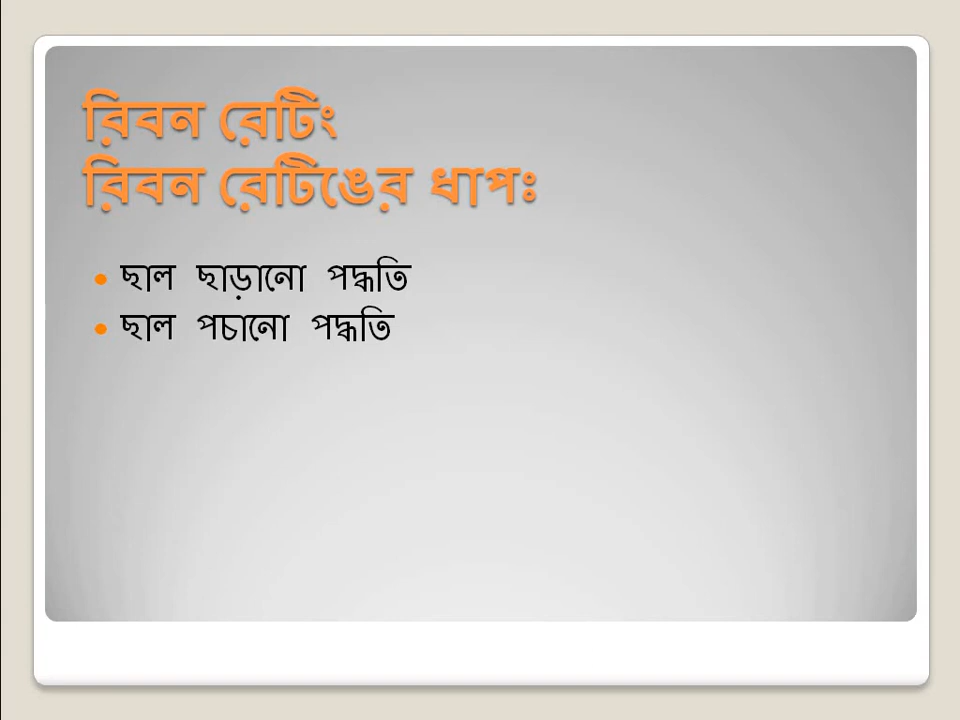 রিবন রেটিং
রিবন রেটিঙের ধাপঃ
• ছাল ছাড়ানো পদ্ধতি
• ছাল পচানো পদ্ধতি